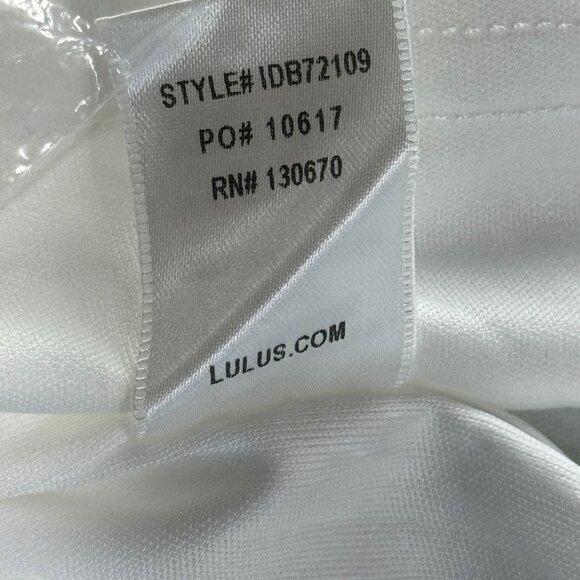 STYLE# IDB72109
PO# 10617
RN# 130670
LULUS.COM